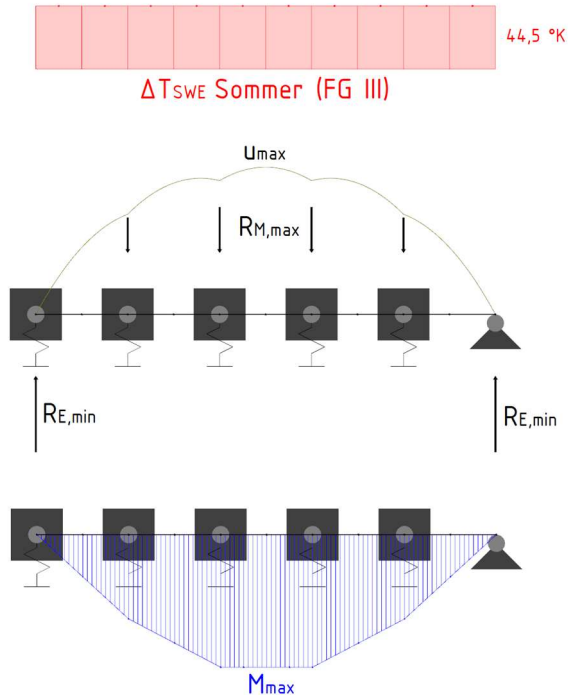 44,5 °K
ΔTSWE Sommer (FG III)
umax
RM,max
RE,min
RE,min
Mmax